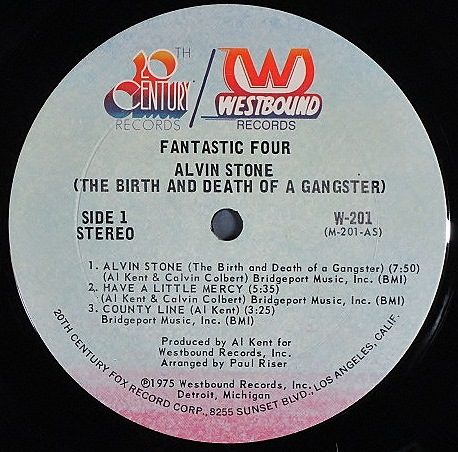 20TH CENTURY RECORDS / W WESTBOUND RECORDS
FANTASTIC FOUR
ALVIN STONE
(THE BIRTH AND DEATH OF A GANGSTER)
SIDE 1
STEREO
W-201
(M-201-AS)
1. ALVIN STONE (The Birth and Death of a Gangster) (7:50)
(Al Kent & Calvin Colbert) Bridgeport Music, Inc. (BMI)
2. HAVE A LITTLE MERCY (5:35)
(Al Kent & Calvin Colbert) Bridgeport Music, Inc. (BMI)
3. COUNTY LINE (Al Kent) (3:25)
Bridgeport Music, Inc. (BMI)
Produced by Al Kent for
Westbound Records, Inc.
Arranged by Paul Riser
℗1975 Westbound Records, Inc.
Detroit, Michigan
20TH CENTURY FOX RECORD CORP., 8255 SUNSET BLVD., LOS ANGELES, CALIF.